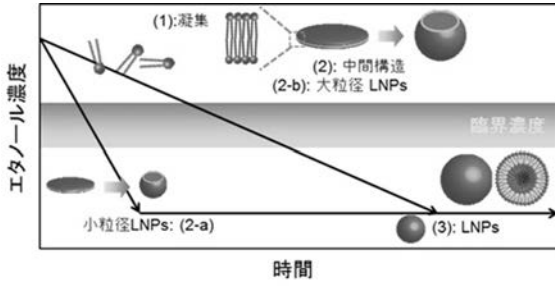 (1):凝集
(2): 中間構造
(2-b): 大粒径 LNPs
エタノール濃度
臨界濃度
小粒径LNPs: (2-a)
(3): LNPs
時間